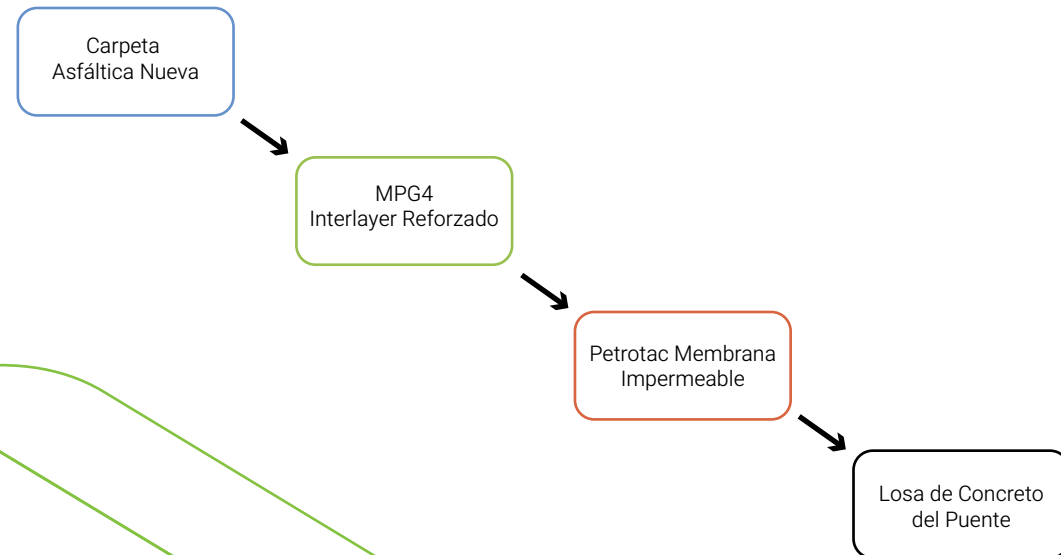 Carpeta
Asfáltica Nueva
MPG4
Interlayer Reforzado
Petrotac Membrana
Impermeable
Losa de Concreto
del Puente